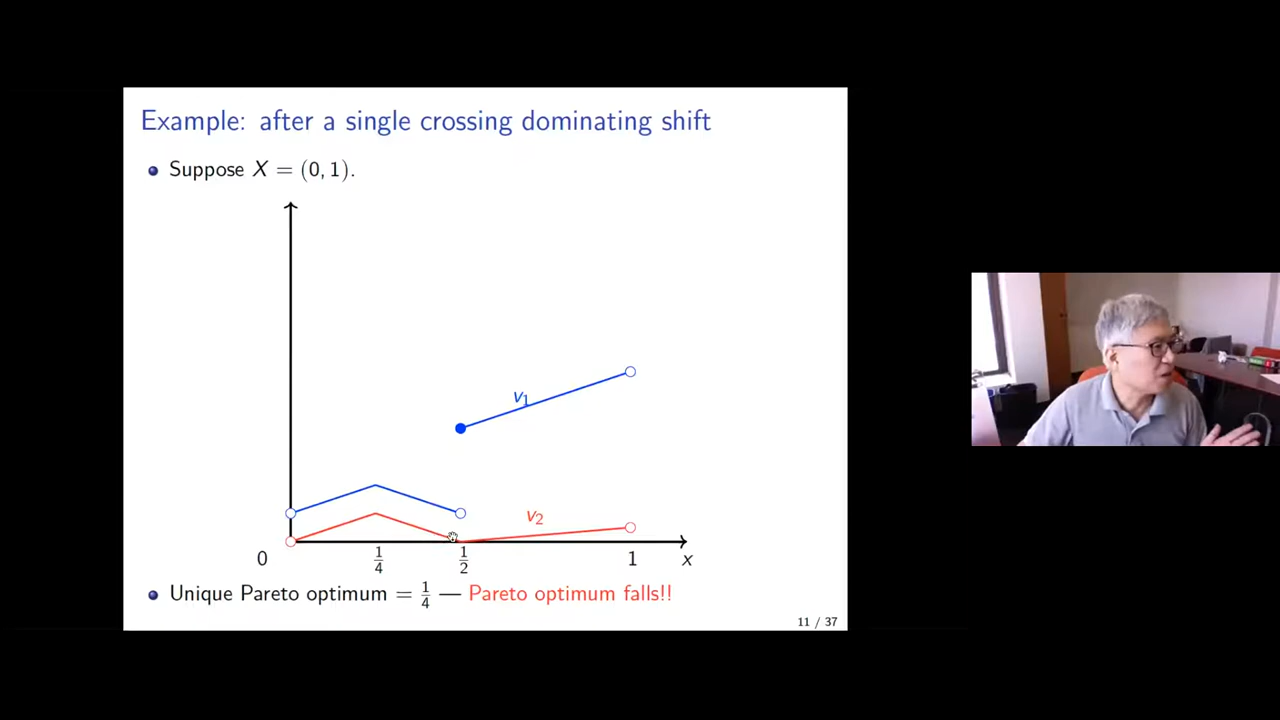 Example: after a single crossing dominating shift
Suppose X = (0, 1).
v₁
v₂
0 1/4 1/2 1 x
Unique Pareto optimum = 1/4 — Pareto optimum falls!!
11 / 37